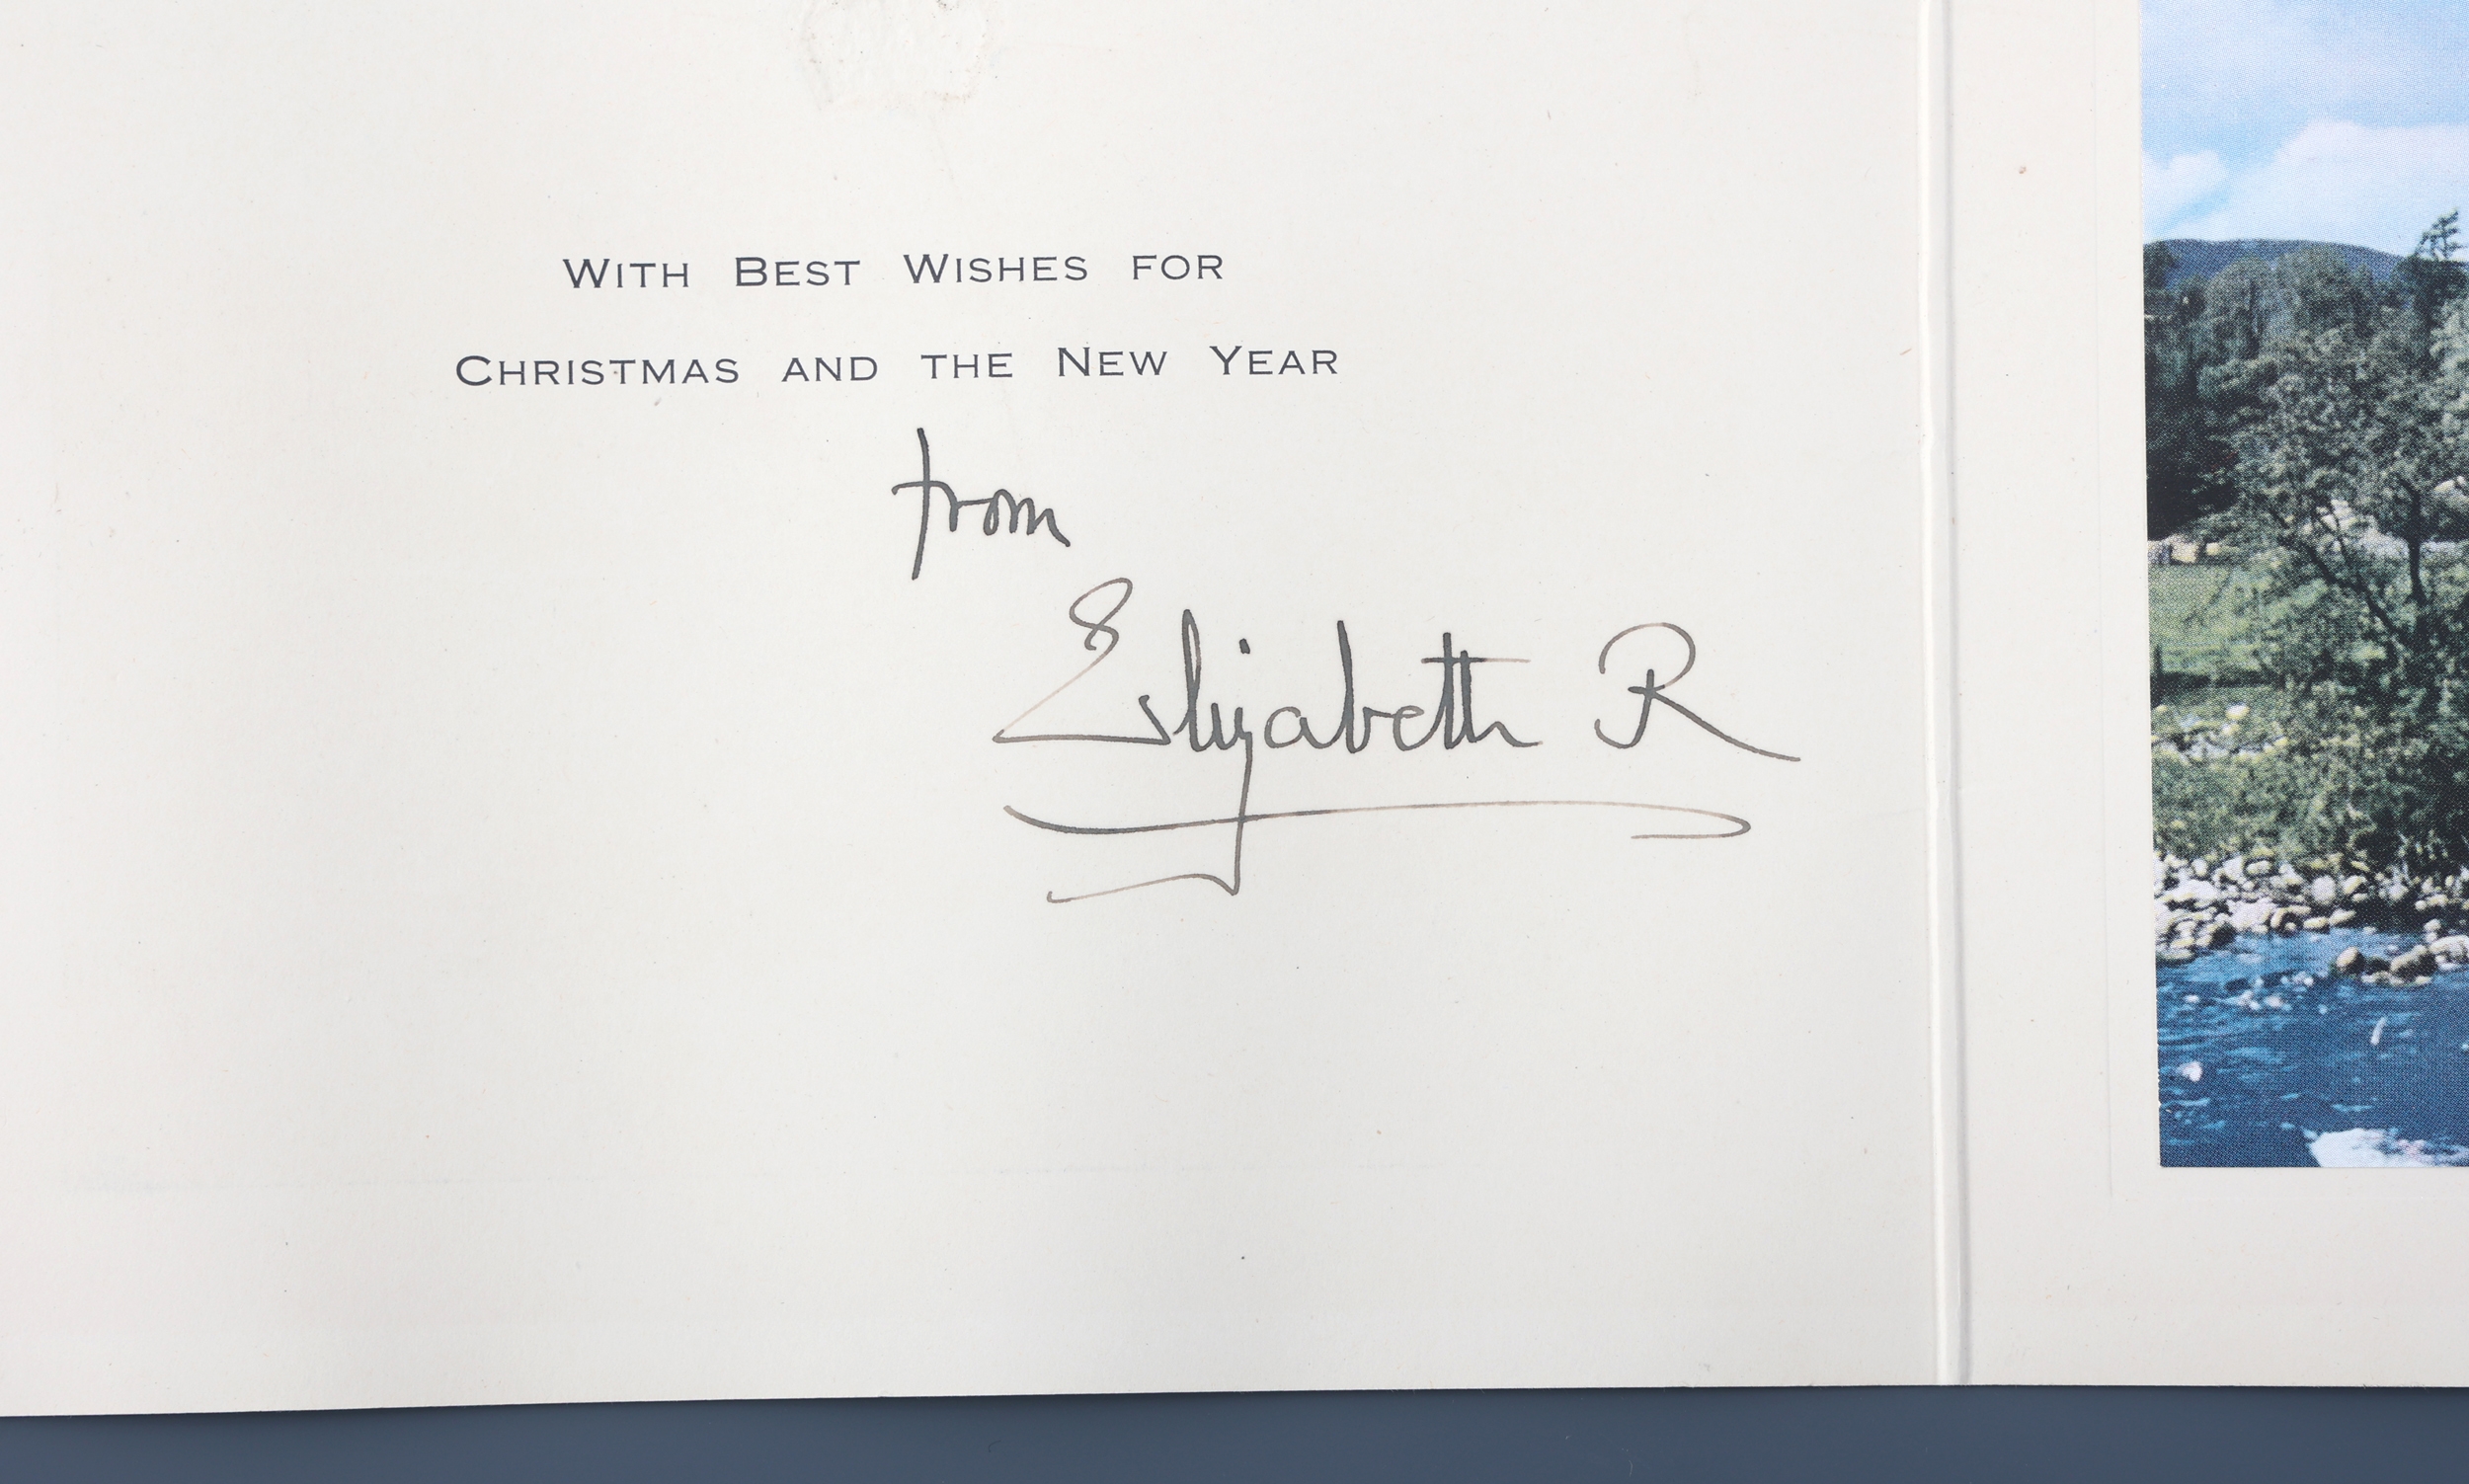 With Best Wishes for
Christmas and the New Year
from
Elizabeth R